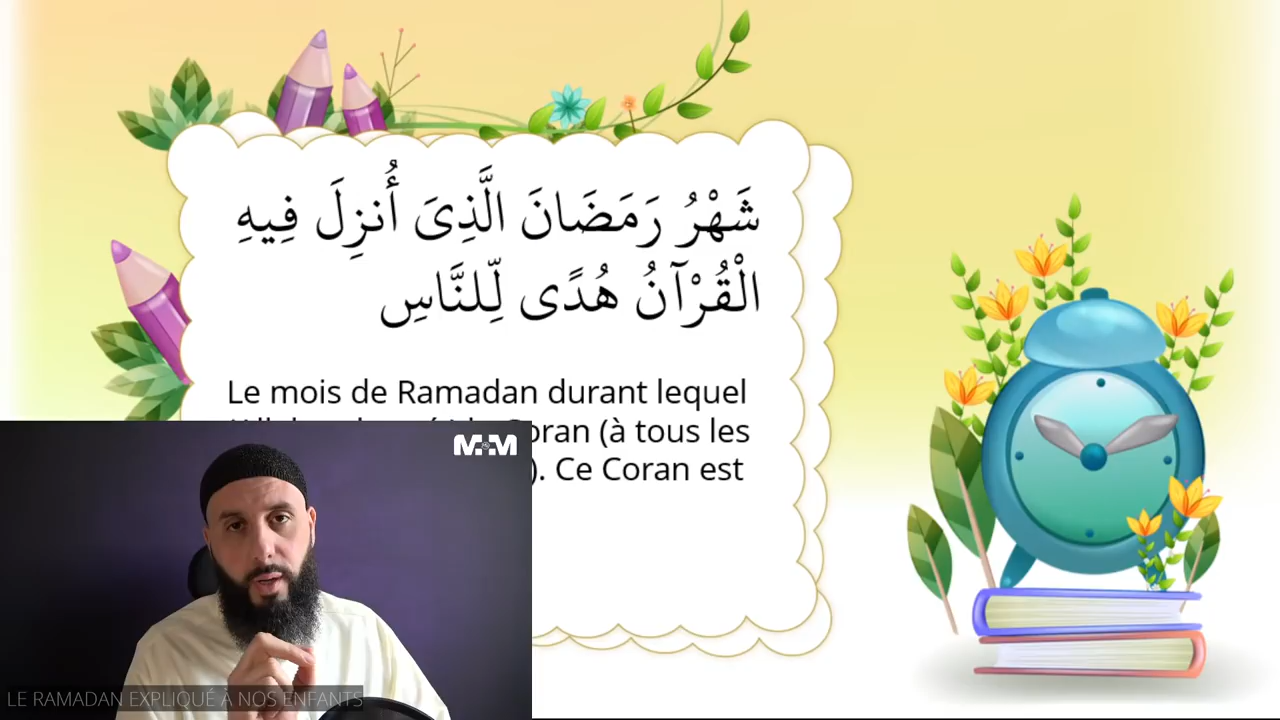 شَهْرُ رَمَضَانَ الَّذِىَ أُنزِلَ فِيهِ
الْقُرْآنُ هُدًى لِّلنَّاسِ
Le mois de Ramadan durant lequel
Coran (à tous les
). Ce Coran est
M M
LE RAMADAN EXPLIQUÉ À NOS ENFANTS